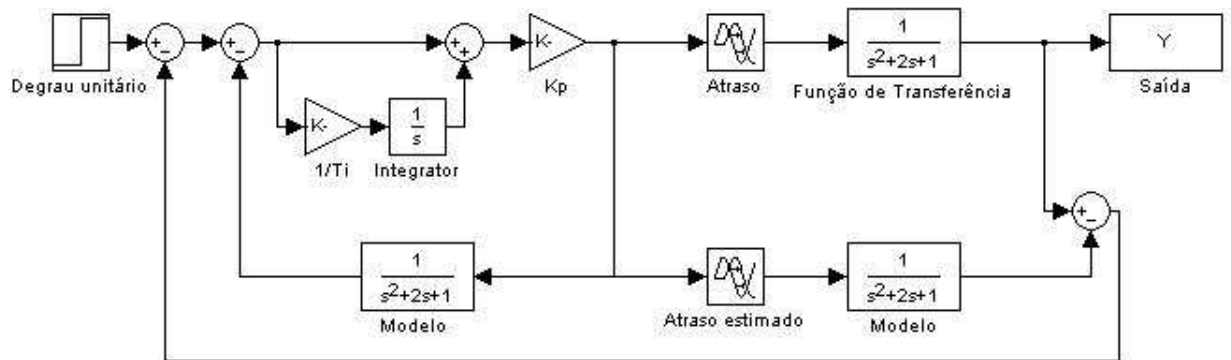 Degrau unitário
K-
Kp
Atraso
1
s²+2s+1
Função de Transferência
Y
Saída
K-
1/Ti
1
s
Integrator
1
s²+2s+1
Modelo
Atraso estimado
1
s²+2s+1
Modelo